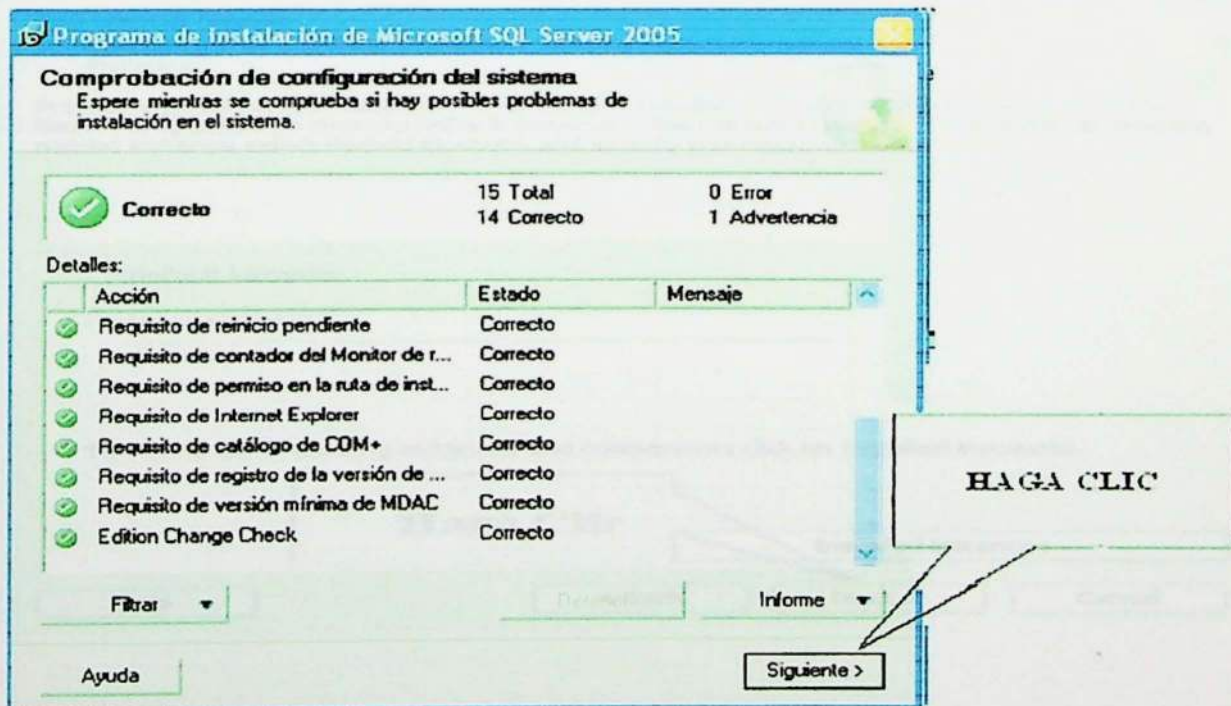 Programa de instalación de Microsoft SQL Server 2005
Comprobación de configuración del sistema
Espere mientras se comprueba si hay posibles problemas de
instalación en el sistema.
Correcto
15 Total
0 Error
14 Correcto
1 Advertencia
Detalles:
Acción Estado Mensaje
Requisito de reinicio pendiente Correcto
Requisito de contador del Monitor de r... Correcto
Requisito de permiso en la ruta de inst... Correcto
Requisito de Internet Explorer Correcto
Requisito de catálogo de COM+ Correcto
Requisito de registro de la versión de ... Correcto
Requisito de versión mínima de MDAC Correcto
Edition Change Check Correcto
HAGA CLIC
Filtrar
Informe
Ayuda
Siguiente >